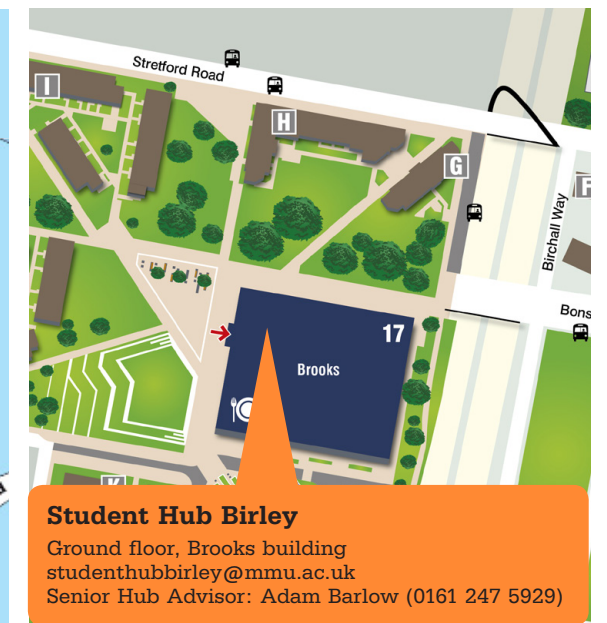 Stretford Road
I
H
G
F
Birchall Way
Bons
17
Brooks
K
Student Hub Birley
Ground floor, Brooks building
studenthubbirley@mmu.ac.uk
Senior Hub Advisor: Adam Barlow (0161 247 5929)